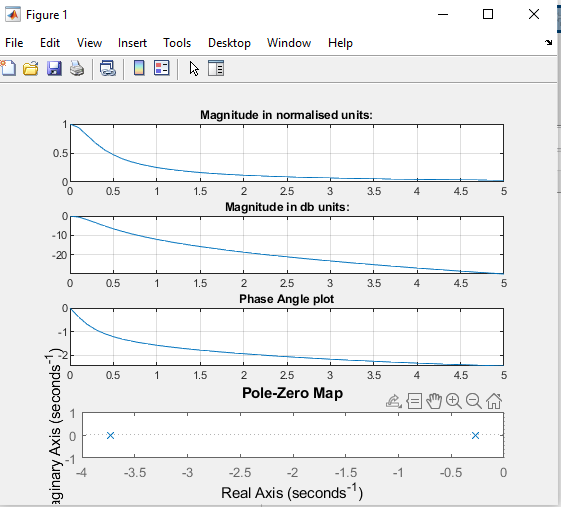 Figure 1
File Edit View Insert Tools Desktop Window Help
Magnitude in normalised units:
1
0.5
0
0 0.5 1 1.5 2 2.5 3 3.5 4 4.5 5
Magnitude in db units:
0
-10
-20
0 0.5 1 1.5 2 2.5 3 3.5 4 4.5 5
Phase Angle plot
0
-1
-2
0 0.5 1 1.5 2 2.5 3 3.5 4 4.5 5
Pole-Zero Map
aginary Axis (seconds⁻¹)
1
0
-1
-4 -3.5 -3 -2.5 -2 -1.5 -1 -0.5 0
Real Axis (seconds⁻¹)